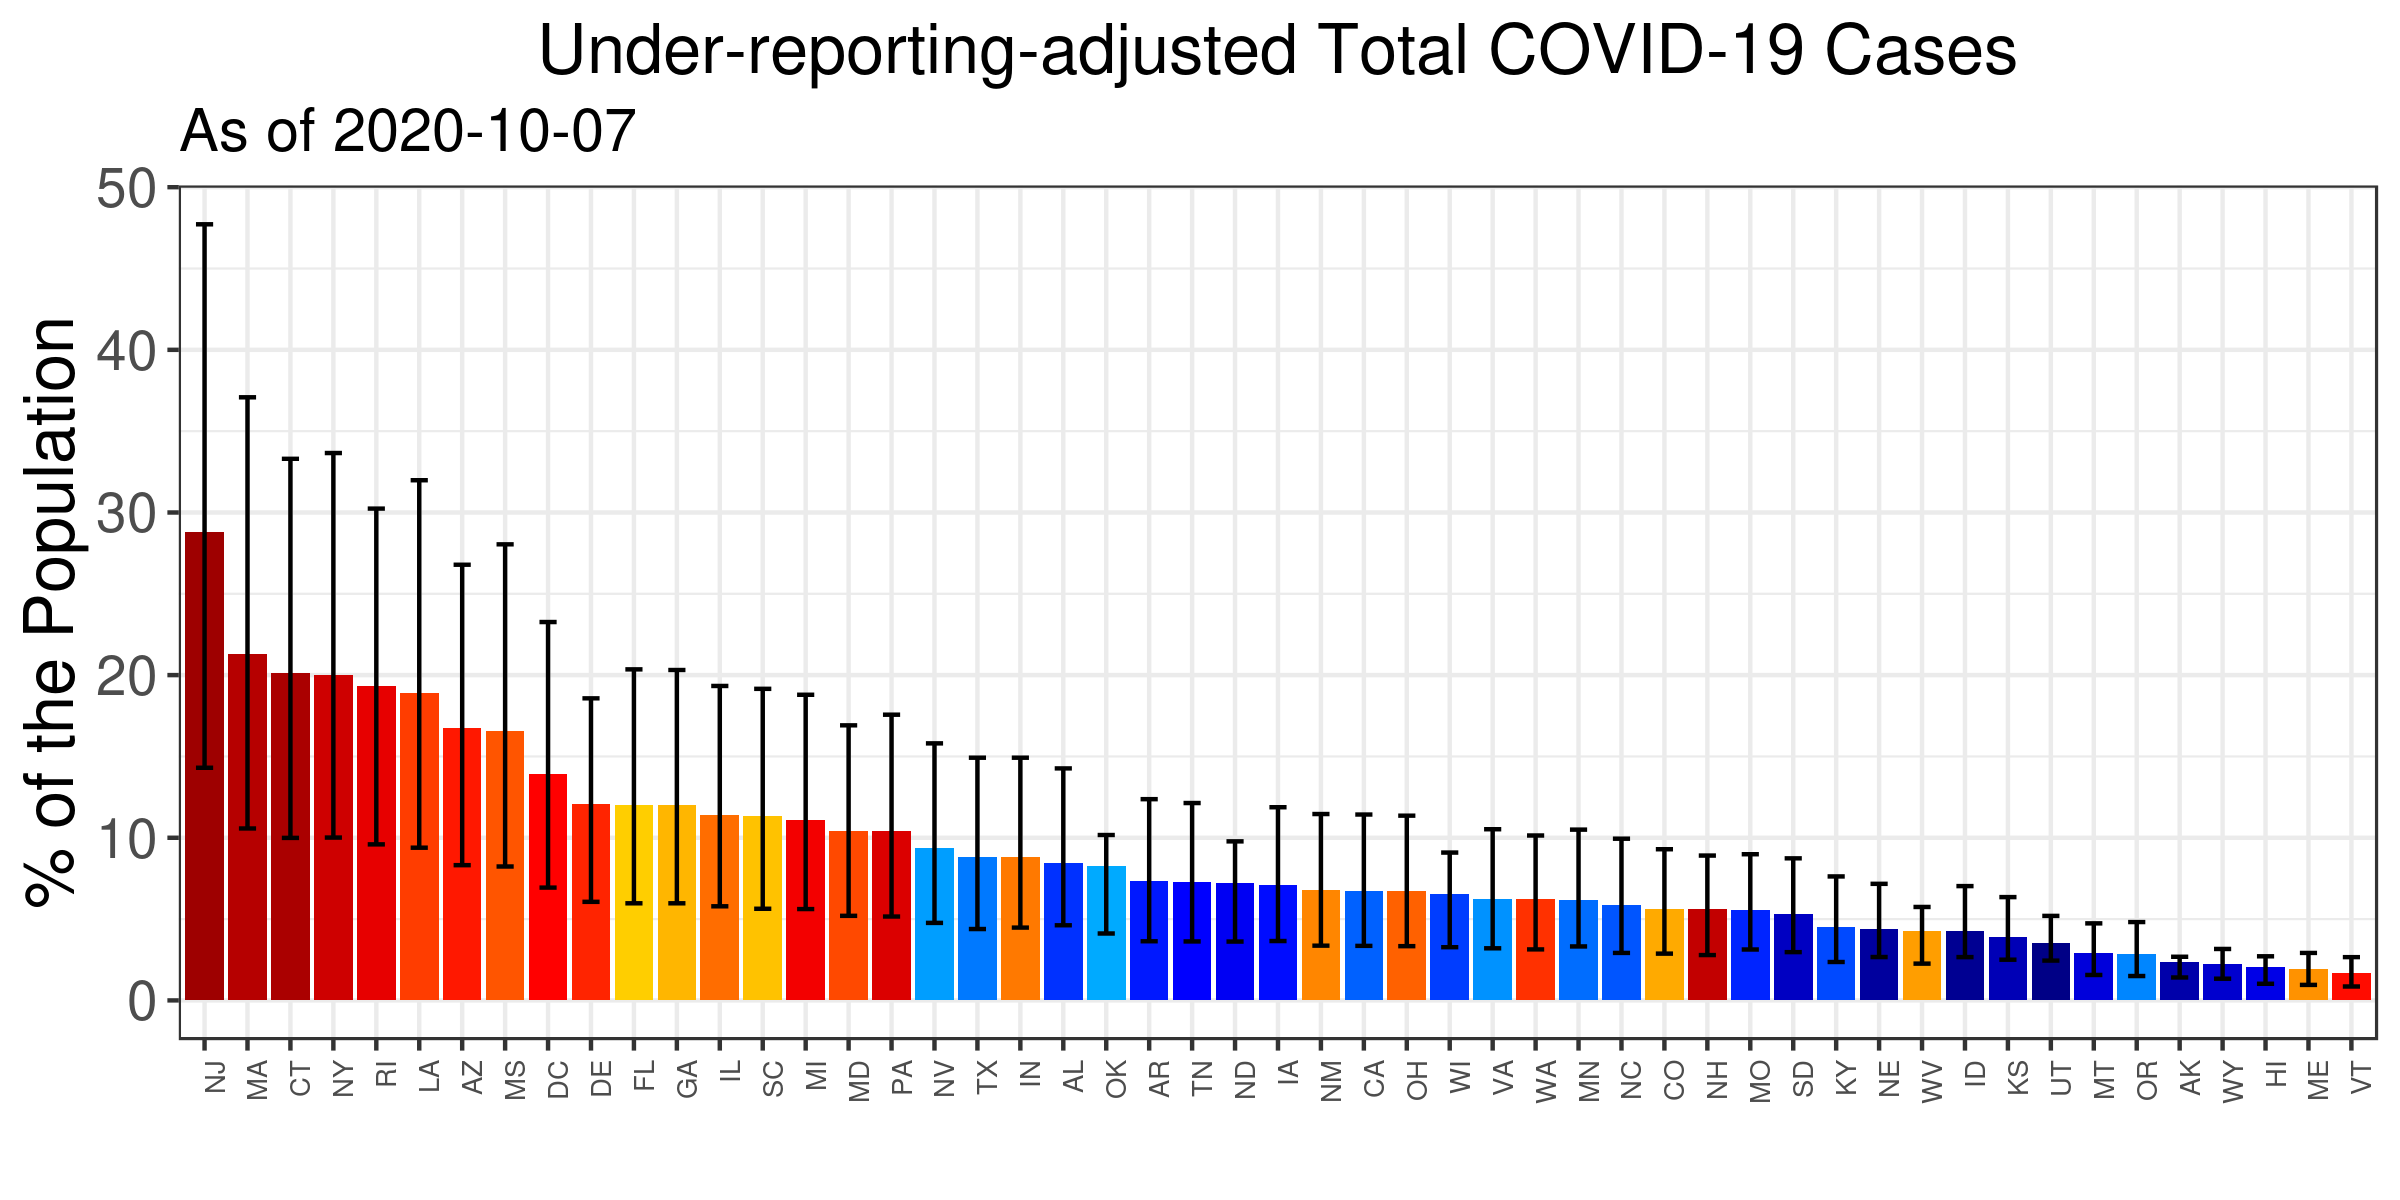 Under-reporting-adjusted Total COVID-19 Cases
As of 2020-10-07
% of the Population
50
40
30
20
10
0
NJ MA CT NY RI LA AZ MS DC DE FL GA IL SC MI MD PA NV TX IN AL OK AR TN ND IA NM CA OH WI VA WA MN NC CO NH MO SD KY NE WV ID KS UT MT OR AK WY HI ME VT